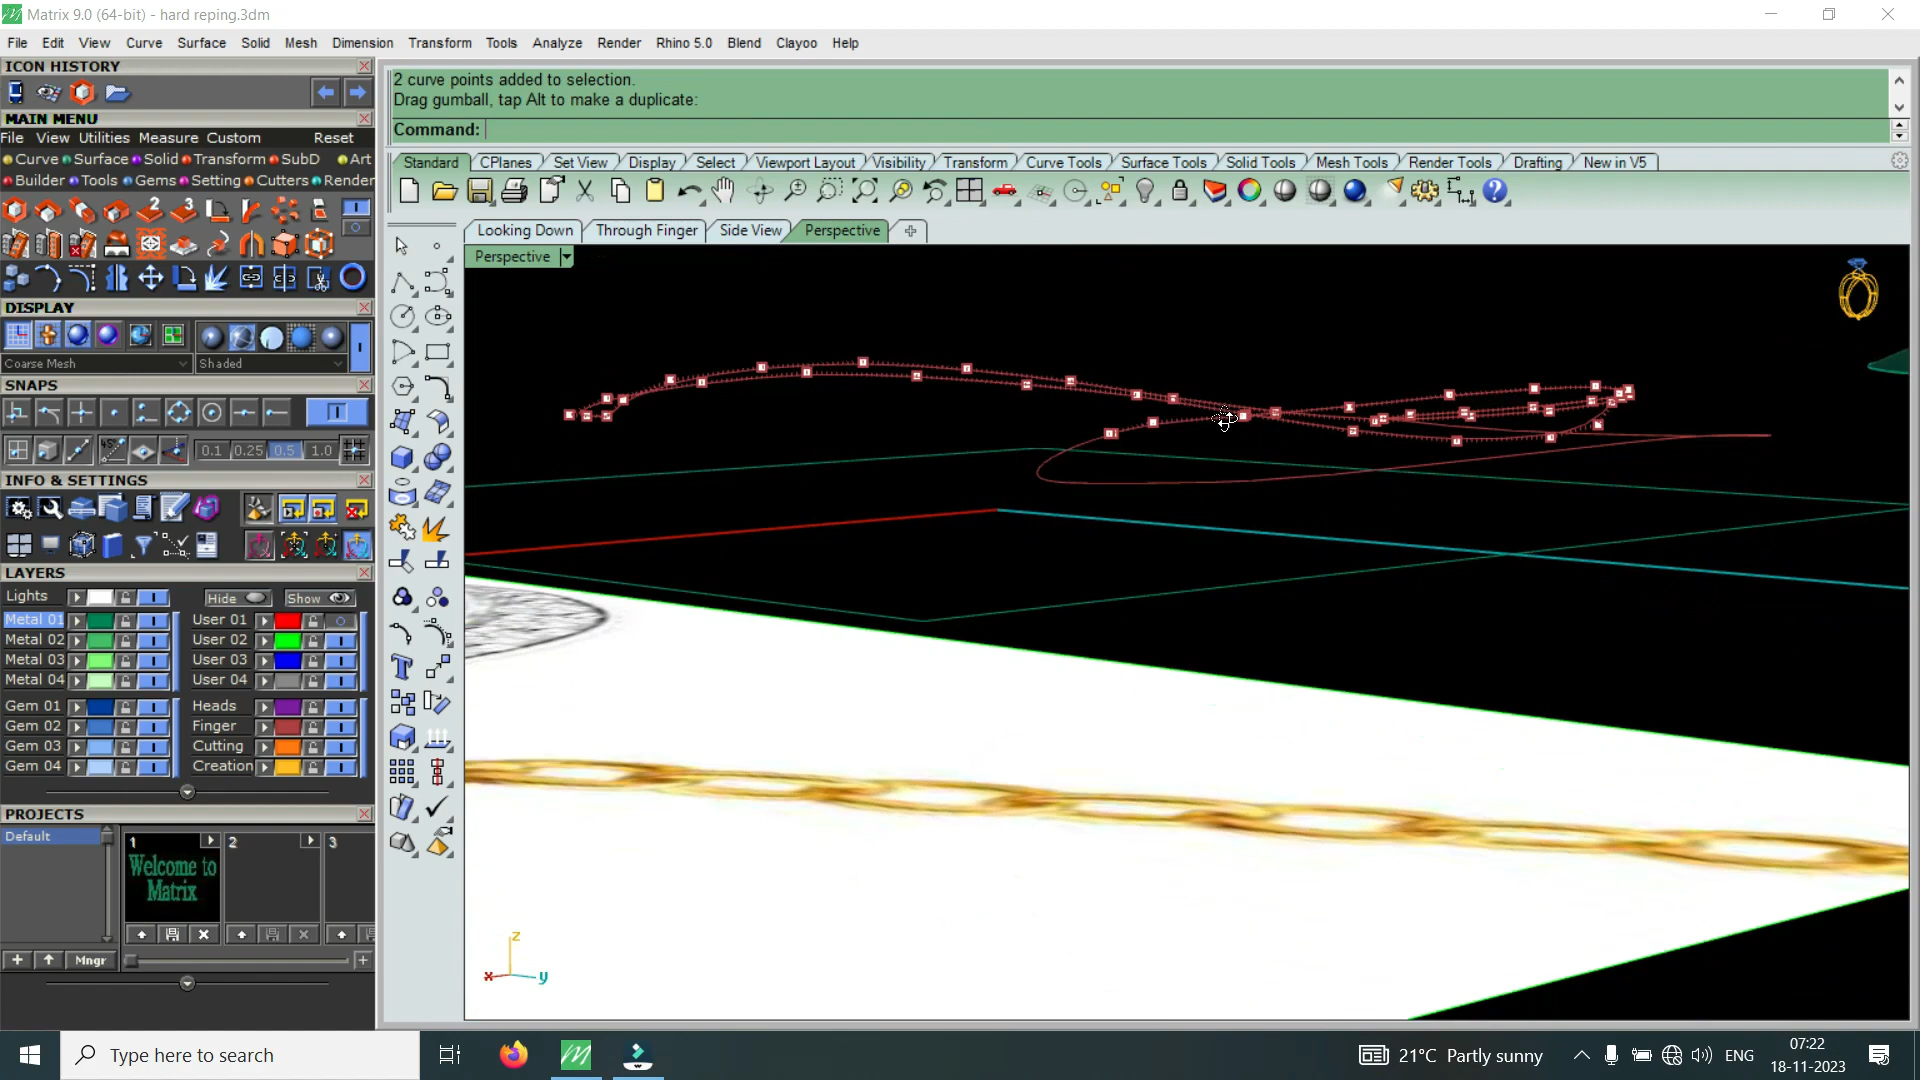 Matrix 9.0 (64-bit) - hard reping.3dm
File Edit View Curve Surface Solid Mesh Dimension Transform Tools Analyze Render Rhino 5.0 Blend Clayoo Help
ICON HISTORY
MAIN MENU
File View Utilities Measure Custom Reset
Curve Surface Solid Transform SubD Art
Builder Tools Gems Setting Cutters Render
2 3
DISPLAY
Coarse Mesh Shaded
SNAPS
0.1 0.25 0.5 1.0
INFO & SETTINGS
LAYERS
Lights Hide Show
Metal 01 User 01
Metal 02 User 02
Metal 03 User 03
Metal 04 User 04
Gem 01 Heads
Gem 02 Finger
Gem 03 Cutting
Gem 04 Creation
PROJECTS
Default
1 2 3
Welcome to
Matrix
Mngr
2 curve points added to selection.
Drag gumball, tap Alt to make a duplicate:
Command:
Standard CPlanes Set View Display Select Viewport Layout Visibility Transform Curve Tools Surface Tools Solid Tools Mesh Tools Render Tools Drafting New in V5
Looking Down Through Finger Side View Perspective
Perspective
z
x y
Type here to search
21°C Partly sunny
ENG
07:22
18-11-2023